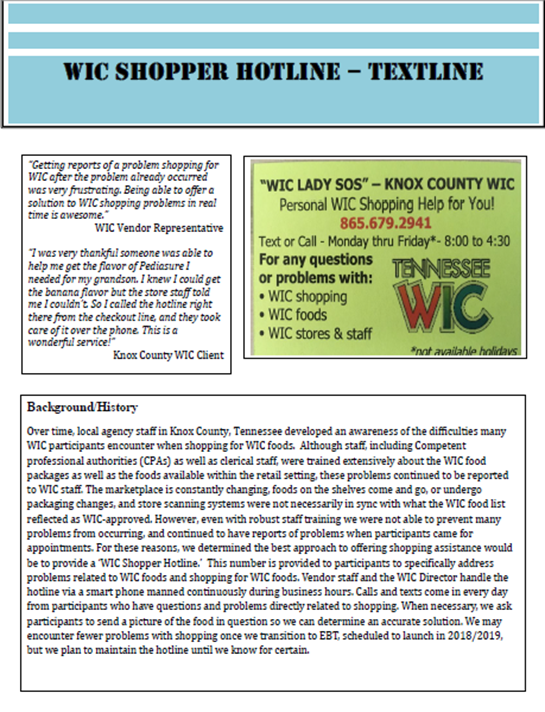 WIC SHOPPER HOTLINE – TEXTLINE
"Getting reports of a problem shopping for
WIC after the problem already occurred
was very frustrating. Being able to offer a
solution to WIC shopping problems in real
time is awesome."
WIC Vendor Representative
"I was very thankful someone was able to
help me get the flavor of Pediasure I
needed for my grandson. I knew I could get
the banana flavor but the store staff told
me I couldn't. So I called the hotline right
there from the checkout line, and they took
care of it over the phone. This is a
wonderful service!"
Knox County WIC Client
"WIC LADY SOS" – KNOX COUNTY WIC
Personal WIC Shopping Help for You!
865.679.2941
Text or Call - Monday thru Friday*- 8:00 to 4:30
For any questions
or problems with:
• WIC shopping
• WIC foods
• WIC stores & staff
TENNESSEE
WIC
*not available holidays
Background/History
Over time, local agency staff in Knox County, Tennessee developed an awareness of the difficulties many
WIC participants encounter when shopping for WIC foods. Although staff, including Competent
professional authorities (CPAs) as well as clerical staff, were trained extensively about the WIC food
packages as well as the foods available within the retail setting, these problems continued to be reported
to WIC staff. The marketplace is constantly changing, foods on the shelves come and go, or undergo
packaging changes, and store scanning systems were not necessarily in sync with what the WIC food list
reflected as WIC-approved. However, even with robust staff training we were not able to prevent many
problems from occurring, and continued to have reports of problems when participants came for
appointments. For these reasons, we determined the best approach to offering shopping assistance would
be to provide a 'WIC Shopper Hotline.' This number is provided to participants to specifically address
problems related to WIC foods and shopping for WIC foods. Vendor staff and the WIC Director handle the
hotline via a smart phone manned continuously during business hours. Calls and texts come in every day
from participants who have questions and problems directly related to shopping. When necessary, we ask
participants to send a picture of the food in question so we can determine an accurate solution. We may
encounter fewer problems with shopping once we transition to EBT, scheduled to launch in 2018/2019,
but we plan to maintain the hotline until we know for certain.